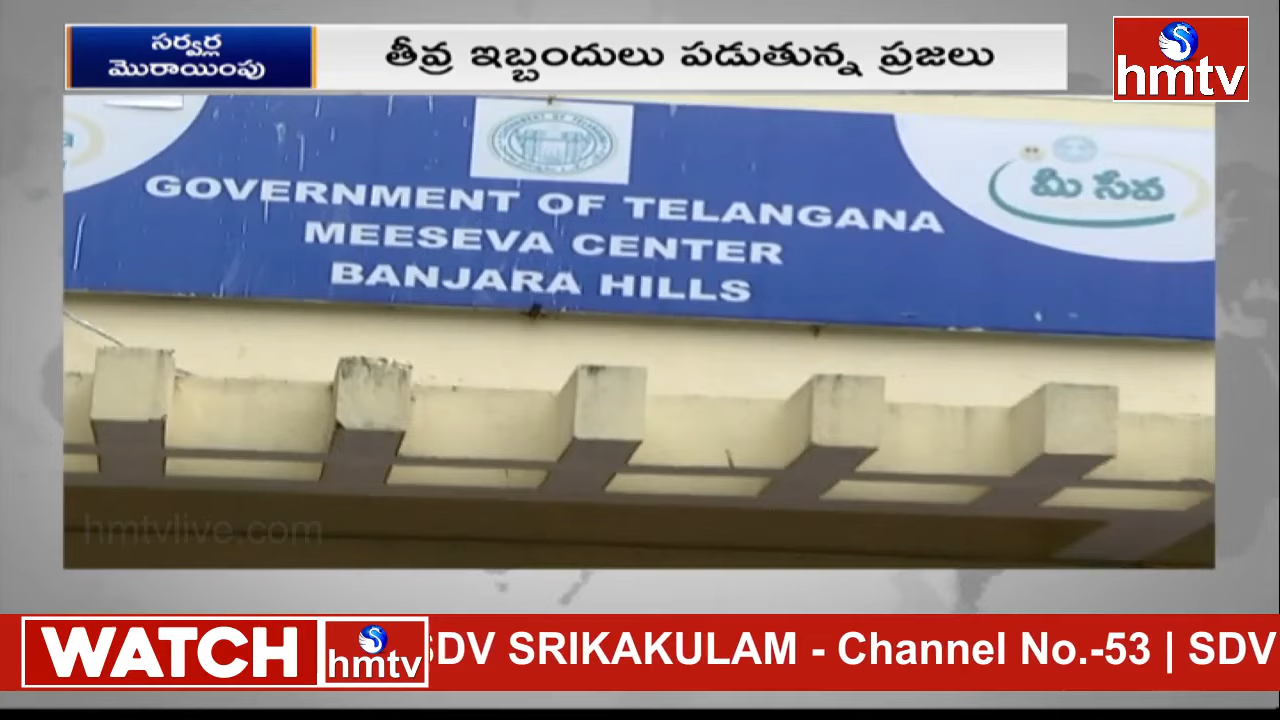 సర్వర్ల
మొరాయింపు
తీవ్ర ఇబ్బందులు పడుతున్న ప్రజలు
hmtv
GOVERNMENT OF TELANGANA
MEESEVA CENTER
BANJARA HILLS
మీ సేవ
hmtvlive.com
WATCH
hmtv
SDV SRIKAKULAM - Channel No.-53 | SDV